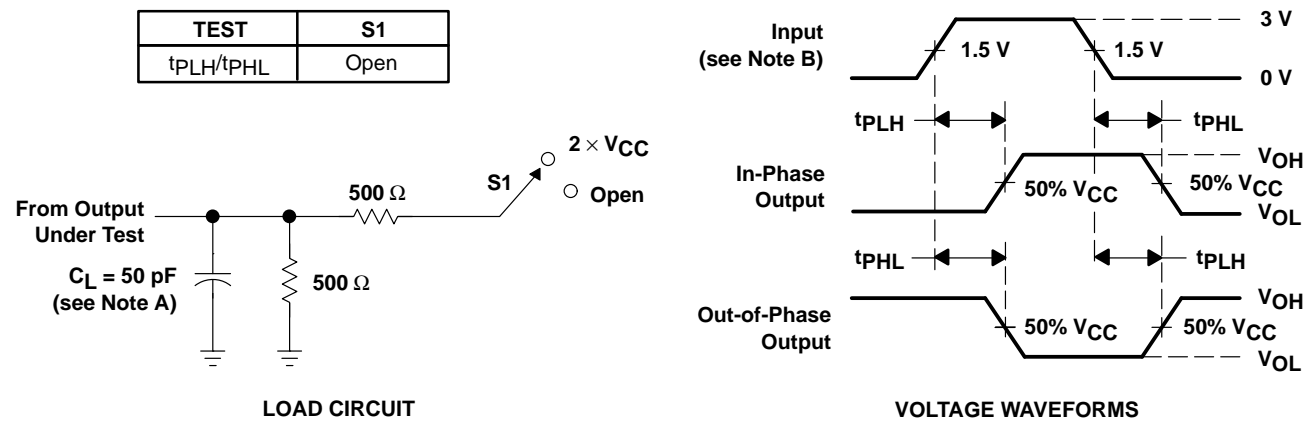 TEST S1
tPLH/tPHL Open
From Output
Under Test
CL = 50 pF
(see Note A)
500 Ω
500 Ω
S1
2 × VCC
Open
LOAD CIRCUIT
Input
(see Note B)
1.5 V
1.5 V
3 V
0 V
tPLH
tPHL
In-Phase
Output
50% VCC
50% VCC
VOH
VOL
tPHL
tPLH
Out-of-Phase
Output
50% VCC
50% VCC
VOH
VOL
VOLTAGE WAVEFORMS